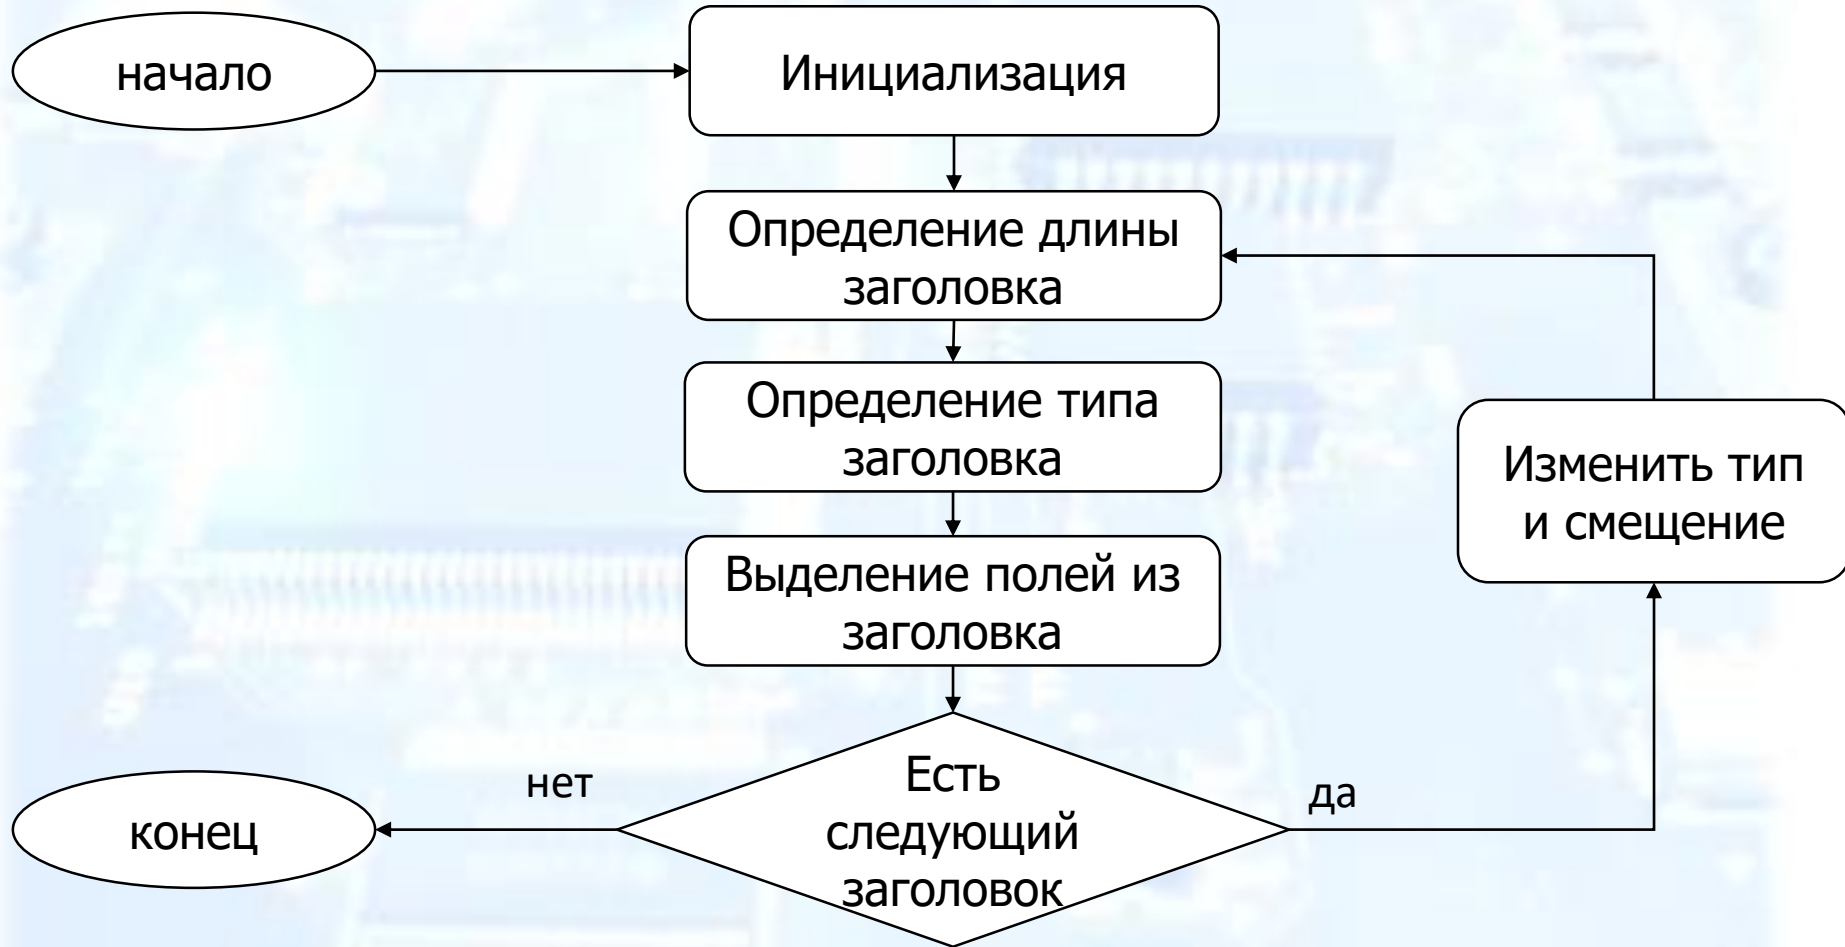 начало
Инициализация
Определение длины
заголовка
Определение типа
заголовка
Изменить тип
и смещение
Выделение полей из
заголовка
Есть
следующий
заголовок
нет
да
конец